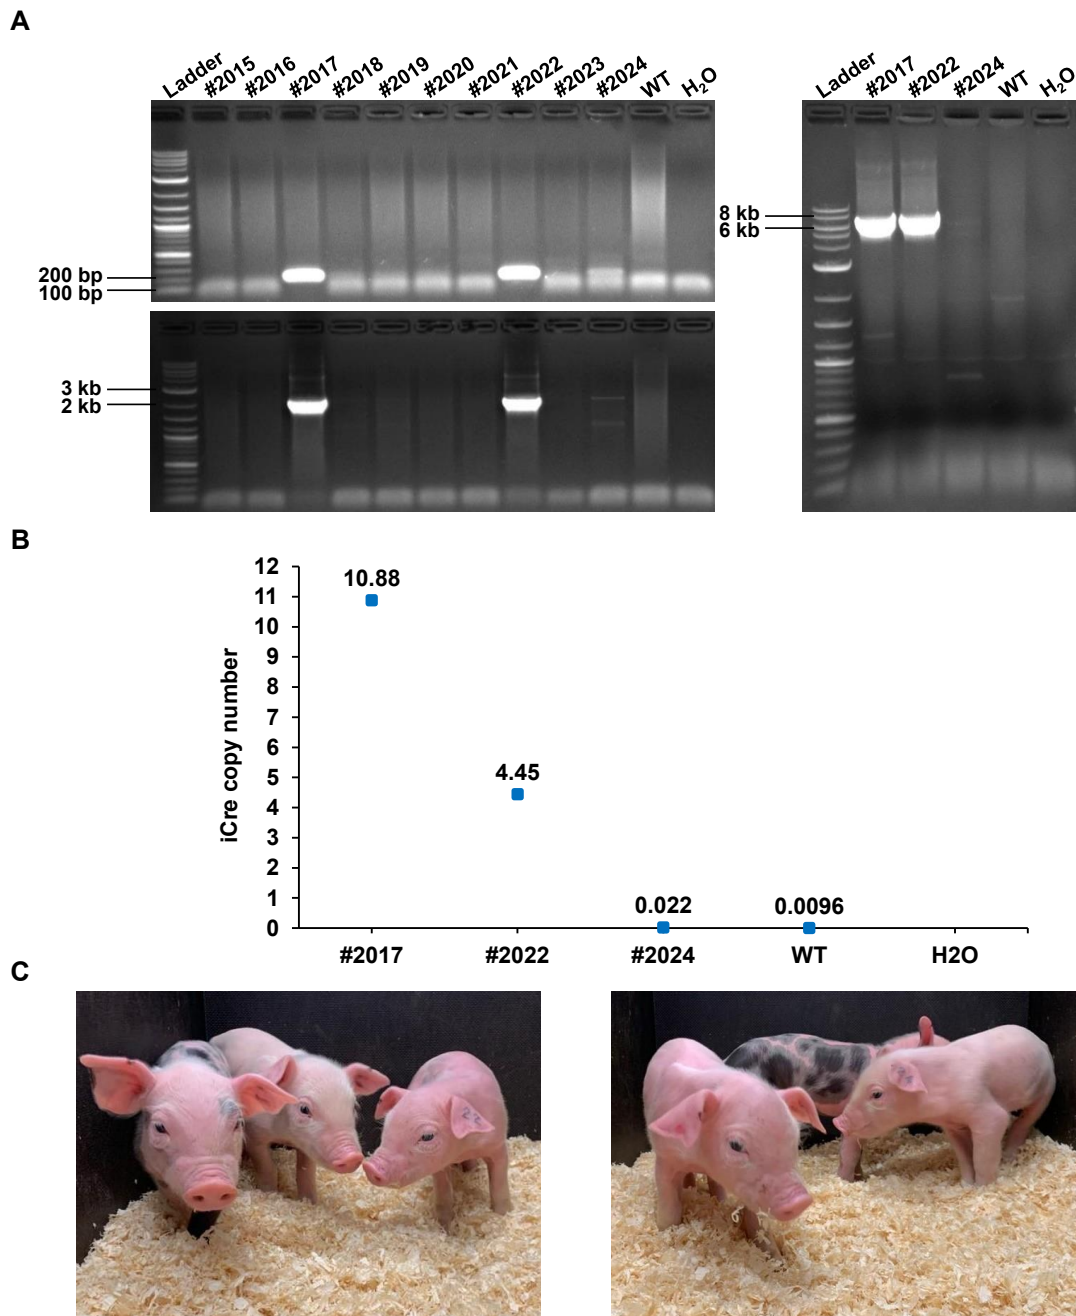 A
Ladder #2015 #2016 #2017 #2018 #2019 #2020 #2021 #2022 #2023 #2024 WT H₂O
200 bp
100 bp
3 kb
2 kb
Ladder #2017 #2022 #2024 WT H₂O
8 kb
6 kb
B
iCre copy number
12
11
10
9
8
7
6
5
4
3
2
1
0
10.88
4.45
0.022
0.0096
#2017 #2022 #2024 WT H2O
C